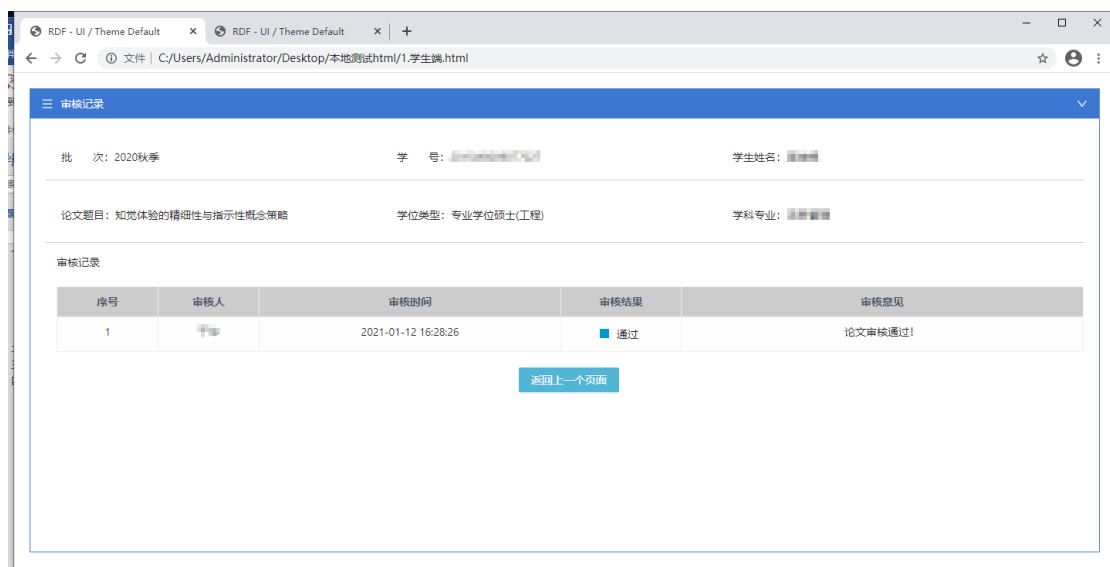 RDF - UI / Theme Default
RDF - UI / Theme Default
文件 C:/Users/Administrator/Desktop/本地测试html/1.学生端.html
审核记录
批 次：2020秋季 学 号： 学生姓名：
论文题目：知觉体验的精细性与指示性概念策略 学位类型：专业学位硕士(工程) 学科专业：
审核记录
序号 审核人 审核时间 审核结果 审核意见
1 2021-01-12 16:28:26 通过 论文审核通过！
返回上一个页面